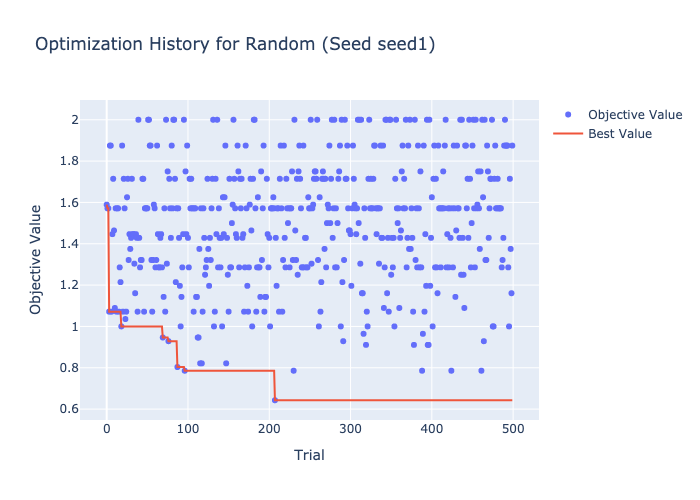 Optimization History for Random (Seed seed1)
Objective Value
Best Value
2
1.8
1.6
1.4
1.2
1
0.8
0.6
Objective Value
0
100
200
300
400
500
Trial